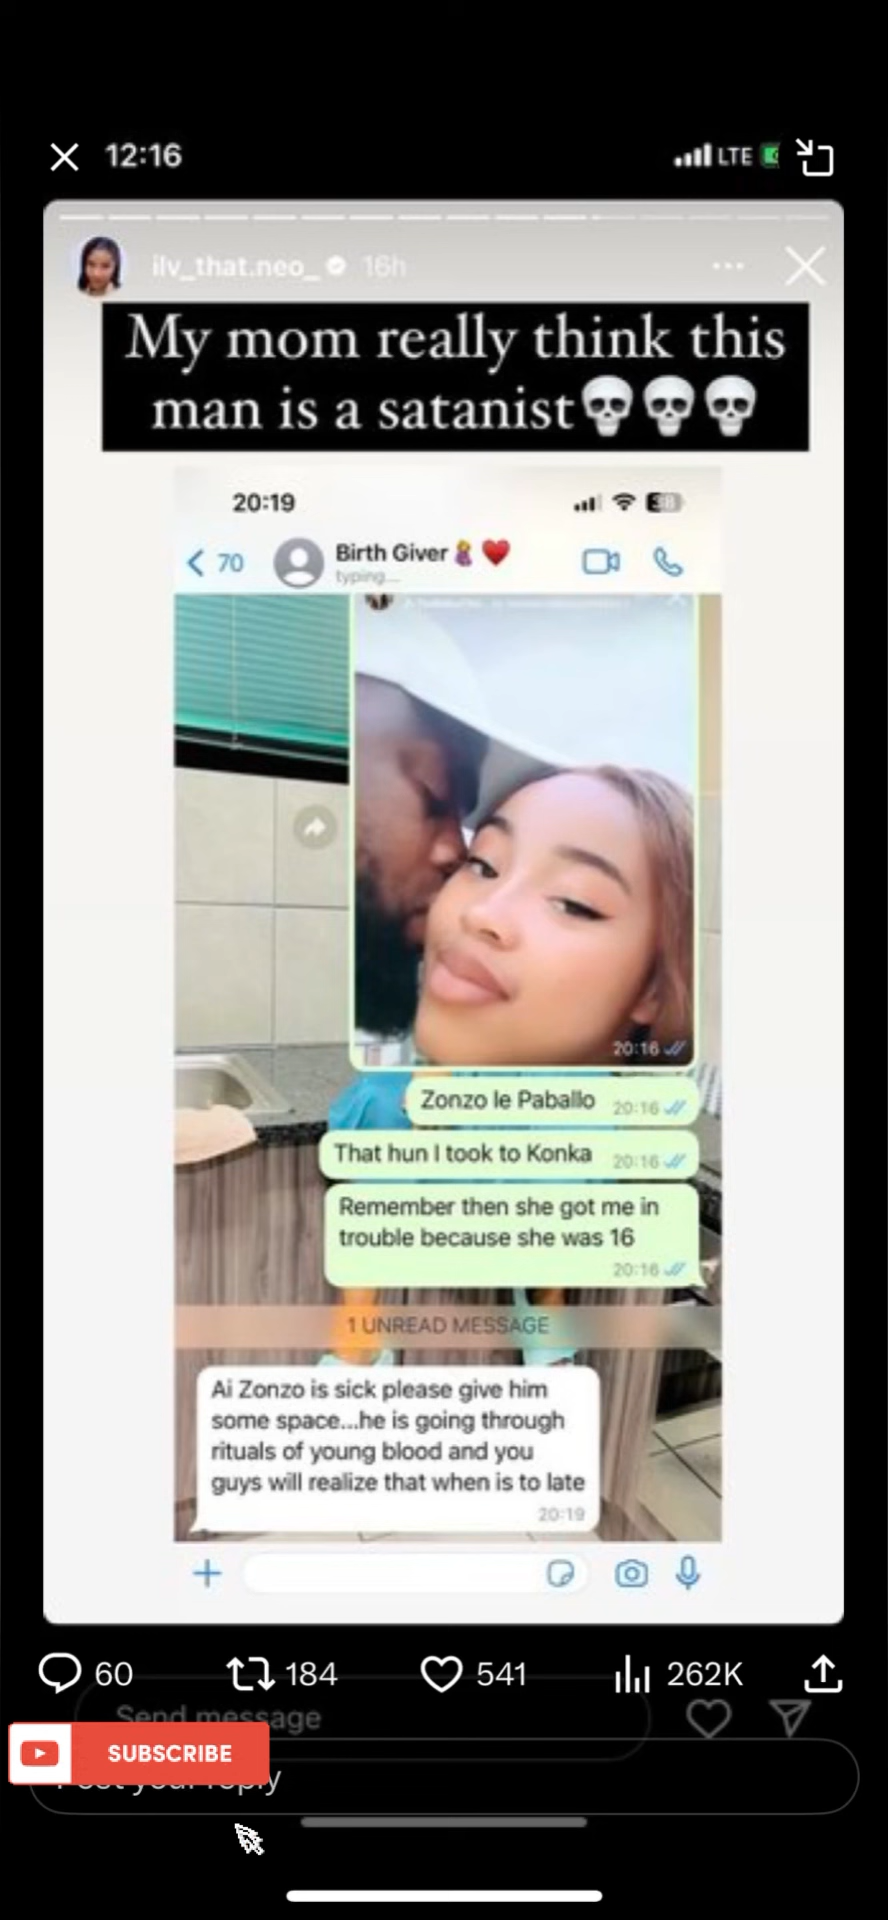 12:16
LTE
ilv_that.neo_ 16h
My mom really think this
man is a satanist💀💀💀
20:19
38
70
Birth Giver🤱❤️
typing...
20:16
Zonzo le Paballo 20:16
That hun I took to Konka 20:16
Remember then she got me in
trouble because she was 16
20:16
1 UNREAD MESSAGE
Ai Zonzo is sick please give him
some space...he is going through
rituals of young blood and you
guys will realize that when is to late
20:19
60 184 541 262K
Send message
SUBSCRIBE
Post your reply